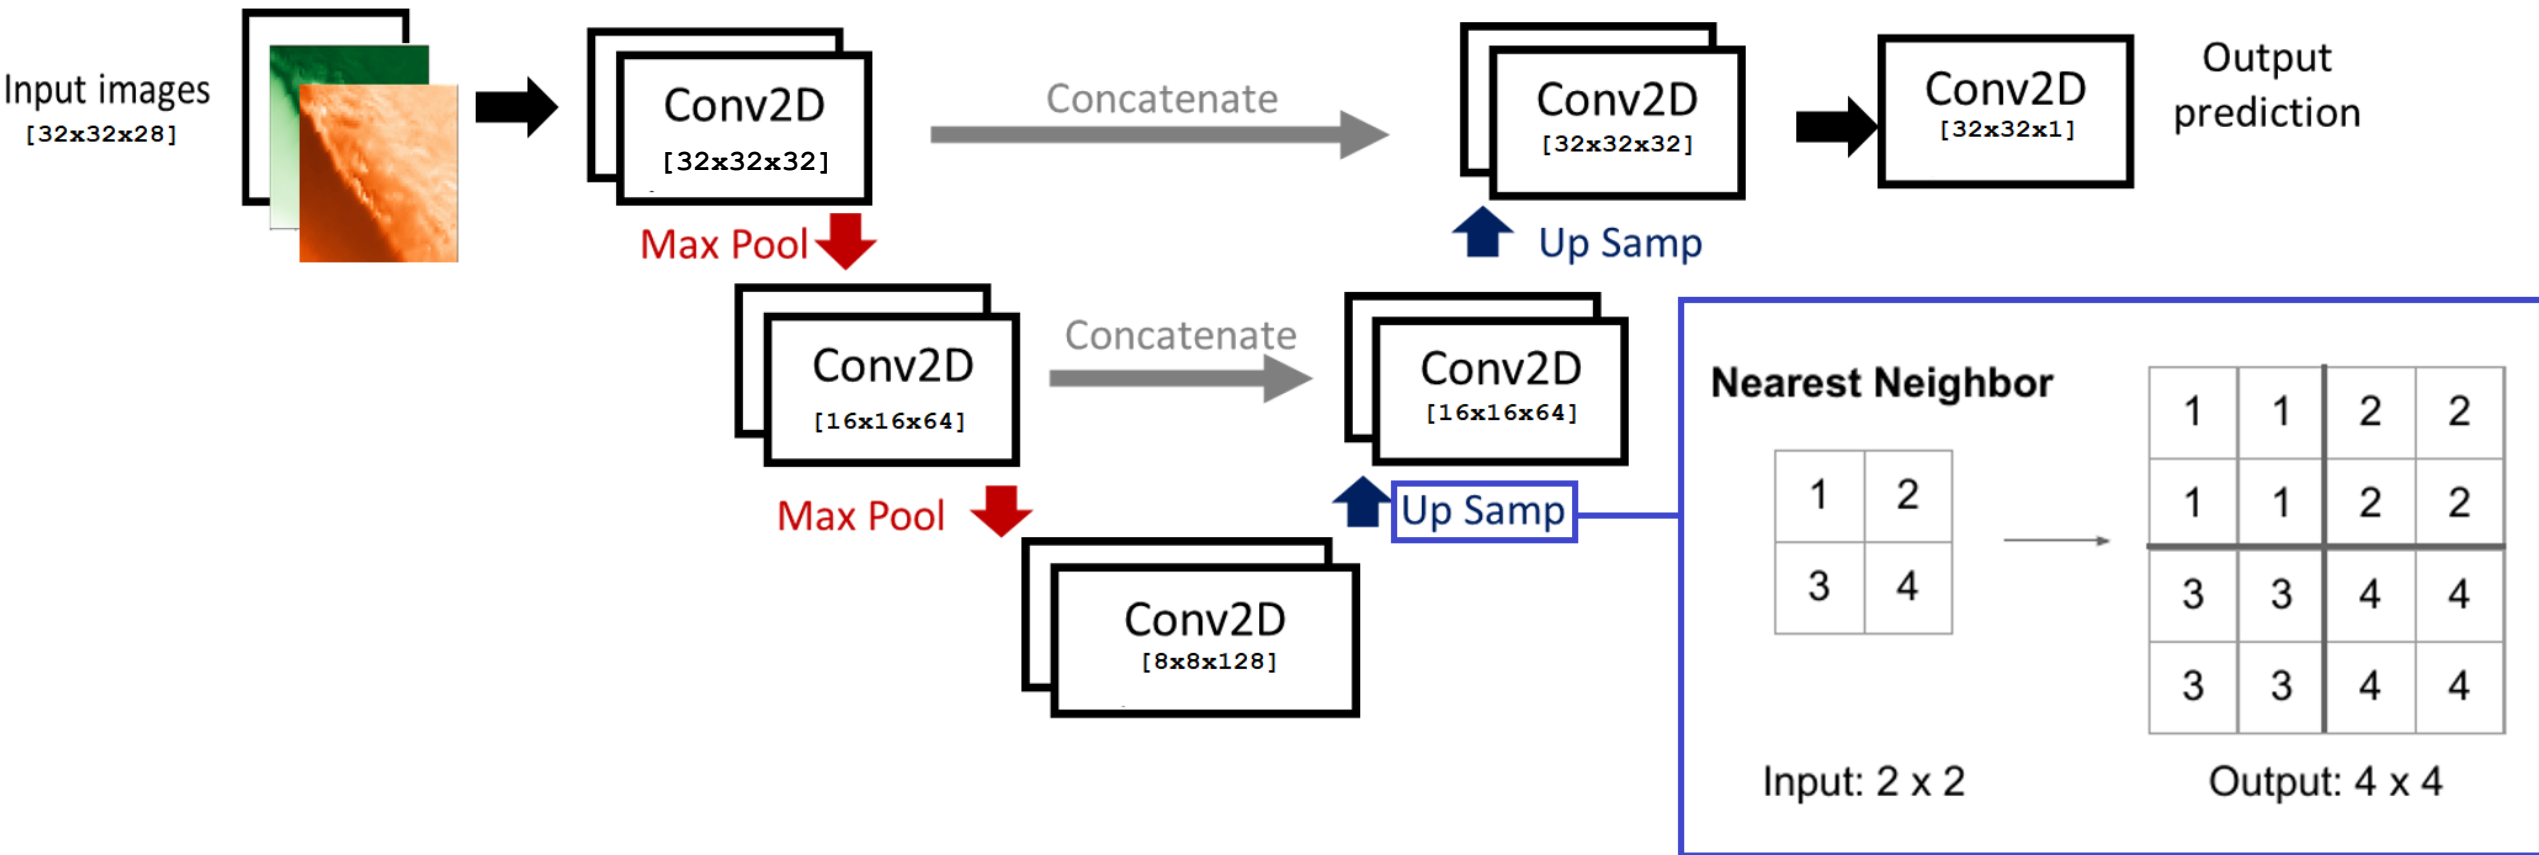 Input images
[32x32x28]
Conv2D
[32x32x32]
Concatenate
Conv2D
[32x32x32]
Conv2D
[32x32x1]
Output
prediction
Max Pool
Up Samp
Conv2D
[16x16x64]
Concatenate
Conv2D
[16x16x64]
Max Pool
Up Samp
Conv2D
[8x8x128]
Nearest Neighbor
1 2
3 4
Input: 2 x 2
1 1 2 2
1 1 2 2
3 3 4 4
3 3 4 4
Output: 4 x 4